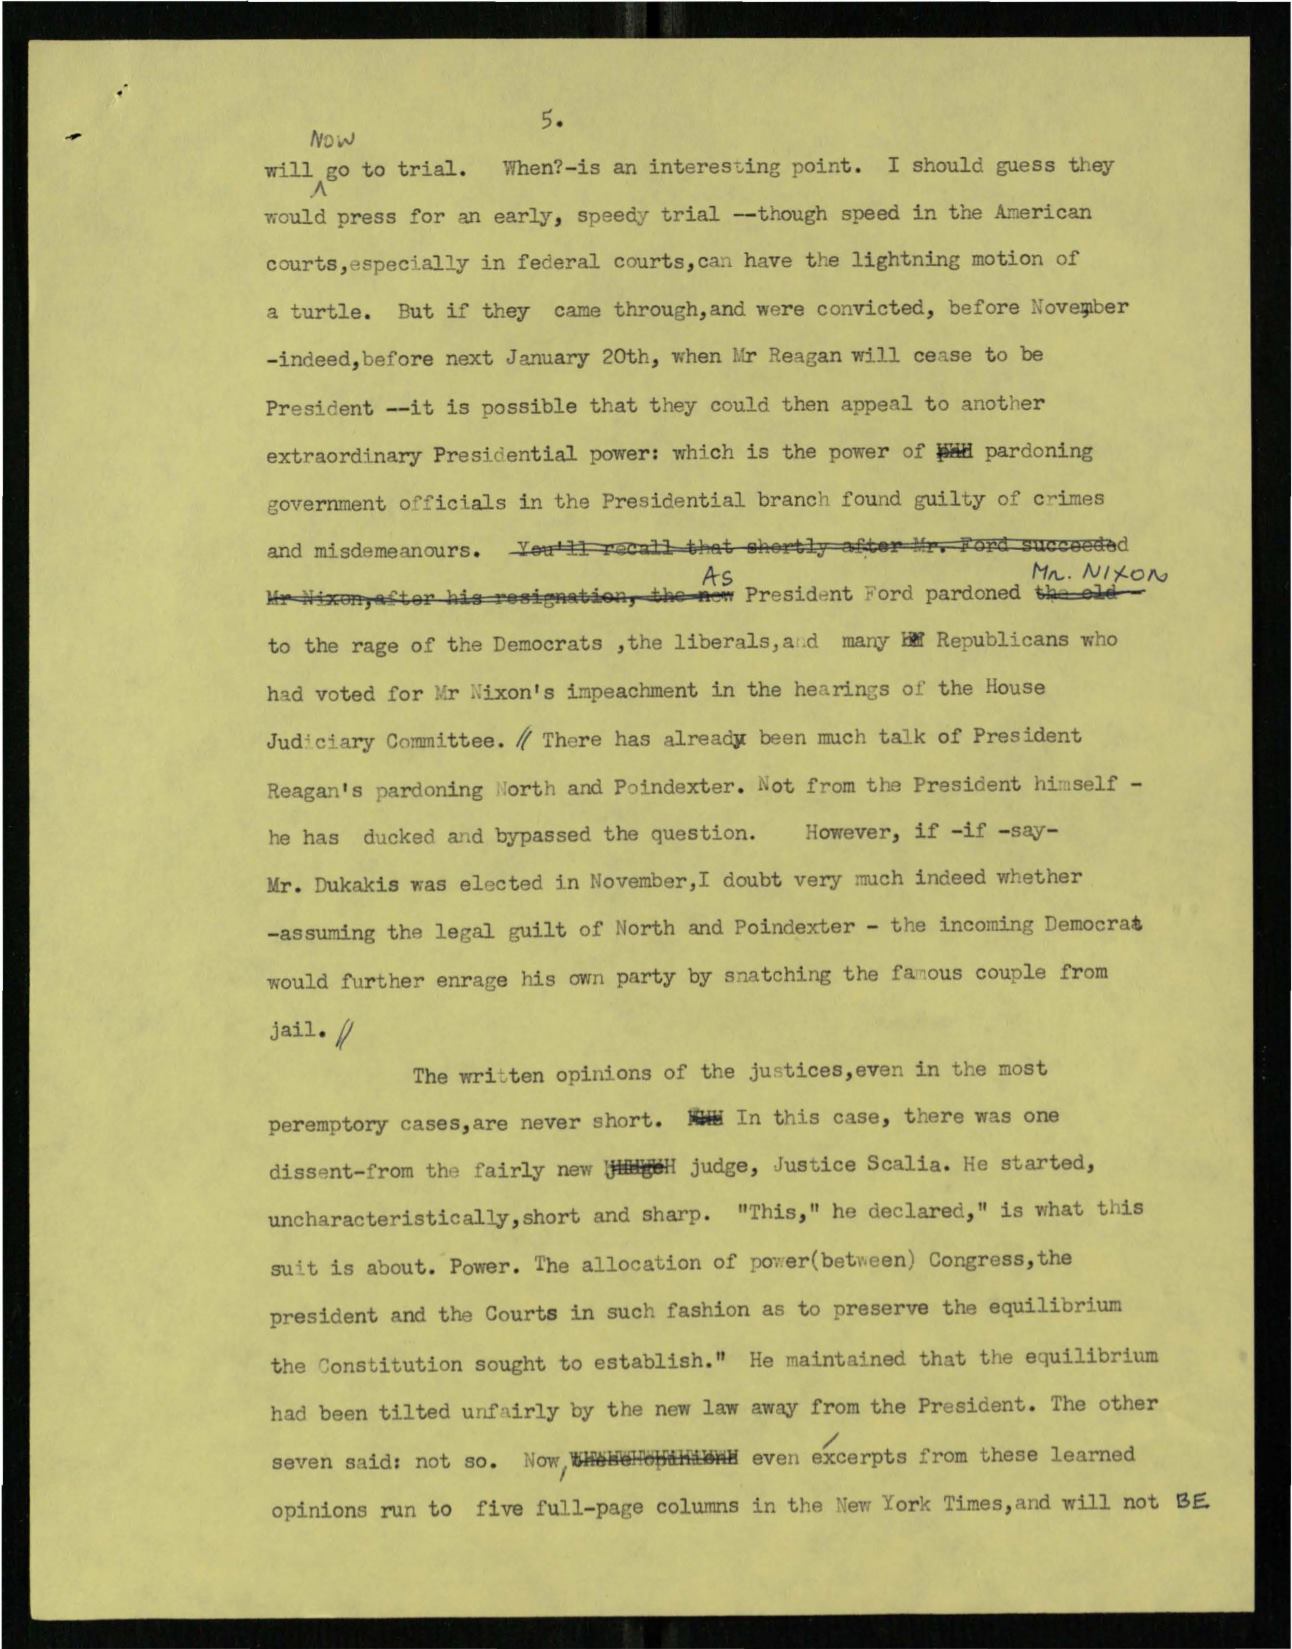 5.
NOW
will go to trial. When?-is an interesting point. I should guess they
would press for an early, speedy trial --though speed in the American
courts,especially in federal courts,can have the lightning motion of
a turtle. But if they came through,and were convicted, before November
-indeed,before next January 20th, when Mr Reagan will cease to be
President --it is possible that they could then appeal to another
extraordinary Presidential power: which is the power of pardoning
government officials in the Presidential branch found guilty of crimes
and misdemeanours. You'll recall that shortly after Mr. Ford succeeded
AS Mr. NIXON
Mr Nixon,after his resignation, the new President Ford pardoned the old
to the rage of the Democrats ,the liberals,and many Republicans who
had voted for Mr Nixon's impeachment in the hearings of the House
Judiciary Committee. // There has already been much talk of President
Reagan's pardoning North and Poindexter. Not from the President himself -
he has ducked and bypassed the question. However, if -if -say-
Mr. Dukakis was elected in November,I doubt very much indeed whether
-assuming the legal guilt of North and Poindexter - the incoming Democrat
would further enrage his own party by snatching the famous couple from
jail. //
The written opinions of the justices,even in the most
peremptory cases,are never short. In this case, there was one
dissent-from the fairly new judge, Justice Scalia. He started,
uncharacteristically,short and sharp. "This," he declared," is what this
suit is about. Power. The allocation of power(between) Congress,the
president and the Courts in such fashion as to preserve the equilibrium
the Constitution sought to establish." He maintained that the equilibrium
had been tilted unfairly by the new law away from the President. The other
seven said: not so. Now, these opinions even excerpts from these learned
opinions run to five full-page columns in the New York Times,and will not BE